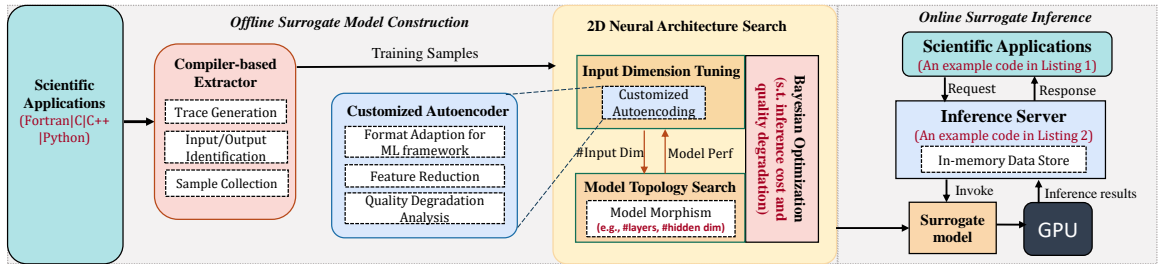 Offline Surrogate Model Construction
Scientific
Applications
(Fortran|C|C++
|Python)
Compiler-based
Extractor
Trace Generation
Input/Output
Identification
Sample Collection
Training Samples
Customized Autoencoder
Format Adaption for
ML framework
Feature Reduction
Quality Degradation
Analysis
2D Neural Architecture Search
Input Dimension Tuning
Customized
Autoencoding
#Input Dim
Model Perf
Model Topology Search
Model Morphism
(e.g., #layers, #hidden dim)
Bayesian Optimization
(s.t. inference cost and
quality degradation)
Online Surrogate Inference
Scientific Applications
(An example code in Listing 1)
Request
Response
Inference Server
(An example code in Listing 2)
In-memory Data Store
Invoke
Inference results
Surrogate
model
GPU